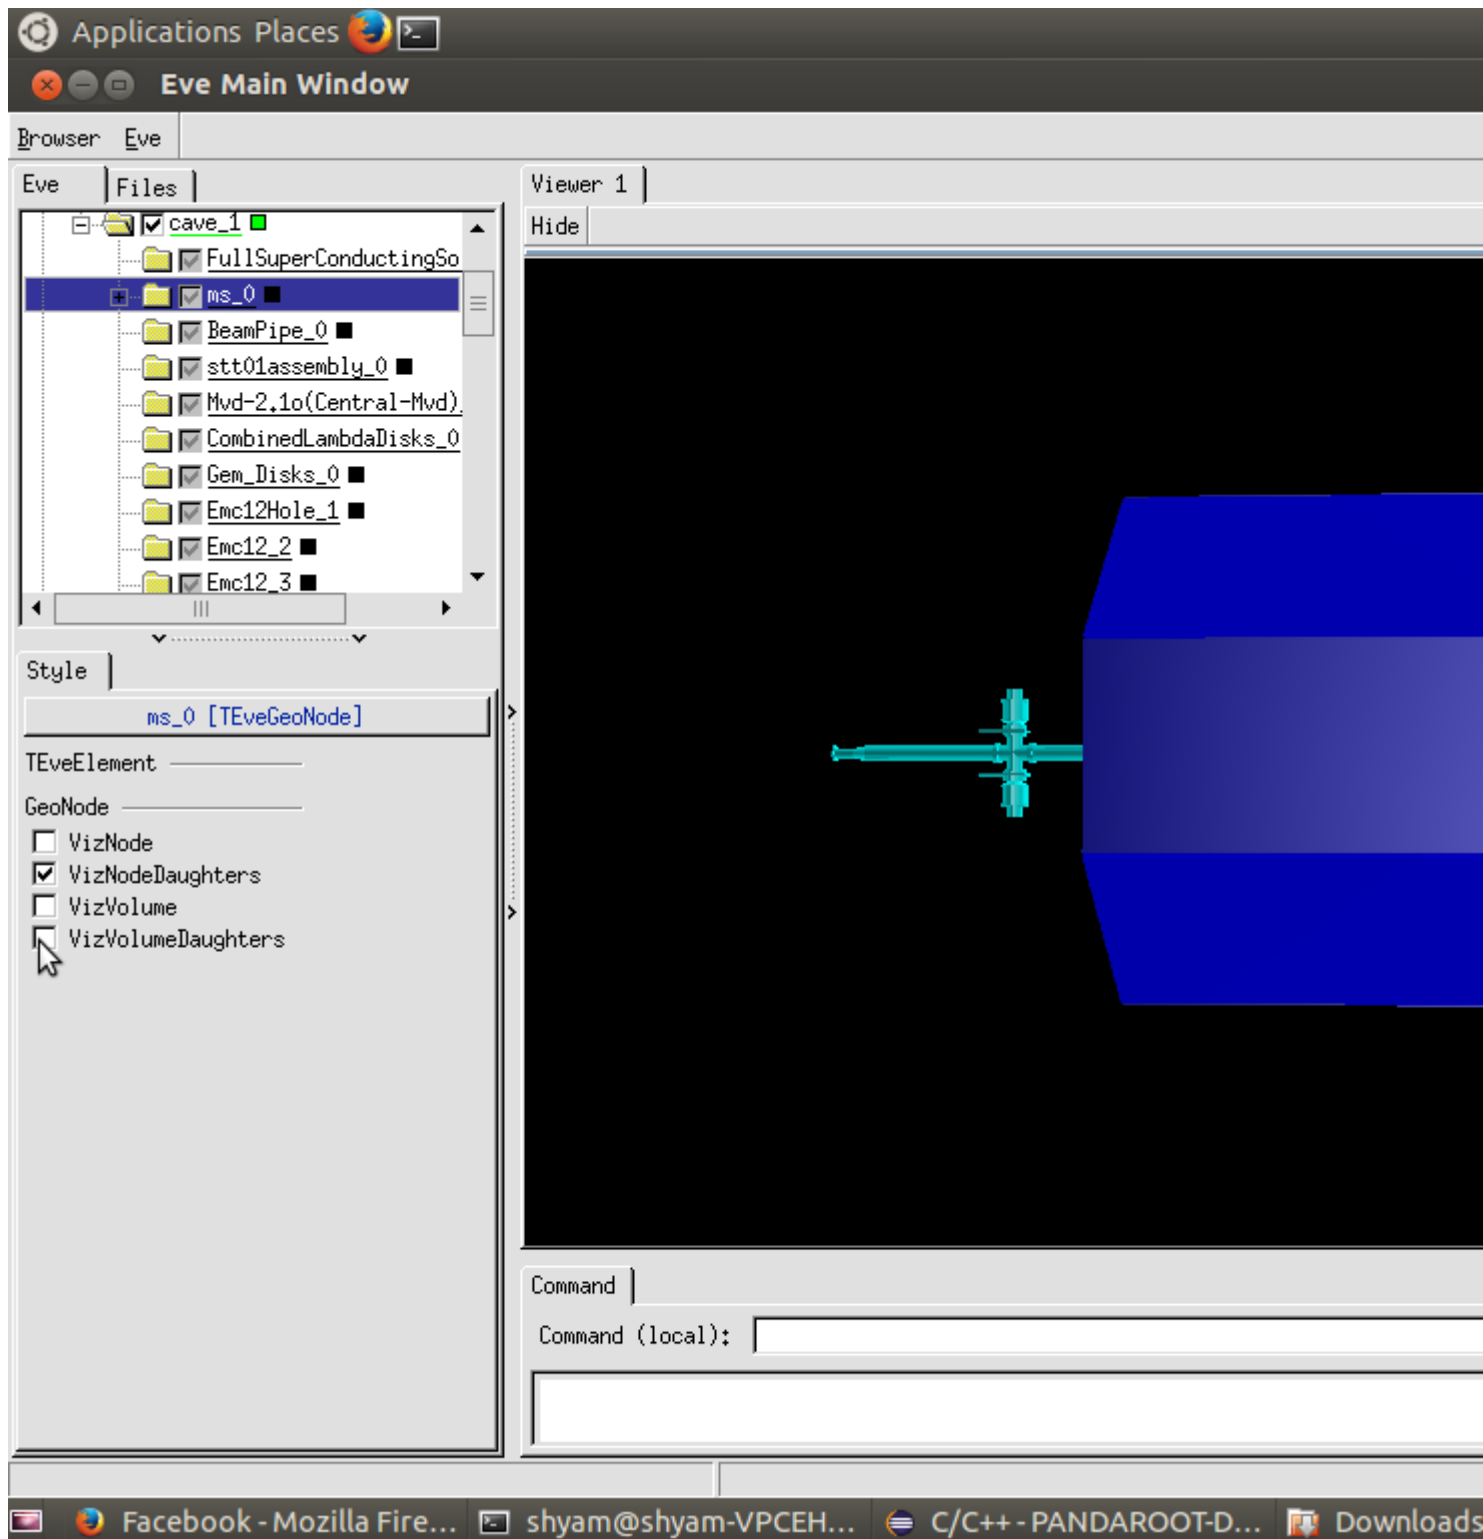 Applications Places
Eve Main Window
Browser Eve
Eve Files
cave_1
FullSuperConductingSo
ms_0
BeamPipe_0
stt01assembly_0
Mvd-2.1o(Central-Mvd)
CombinedLambdaDisks_0
Gem_Disks_0
Emc12Hole_1
Emc12_2
Emc12_3
Style
ms_0 [TEveGeoNode]
TEveElement
GeoNode
VizNode
VizNodeDaughters
VizVolume
VizVolumeDaughters
Viewer 1
Hide
Command
Command (local):
Facebook - Mozilla Fire... shyam@shyam-VPCEH... C/C++ - PANDAROOT-D... Downloads